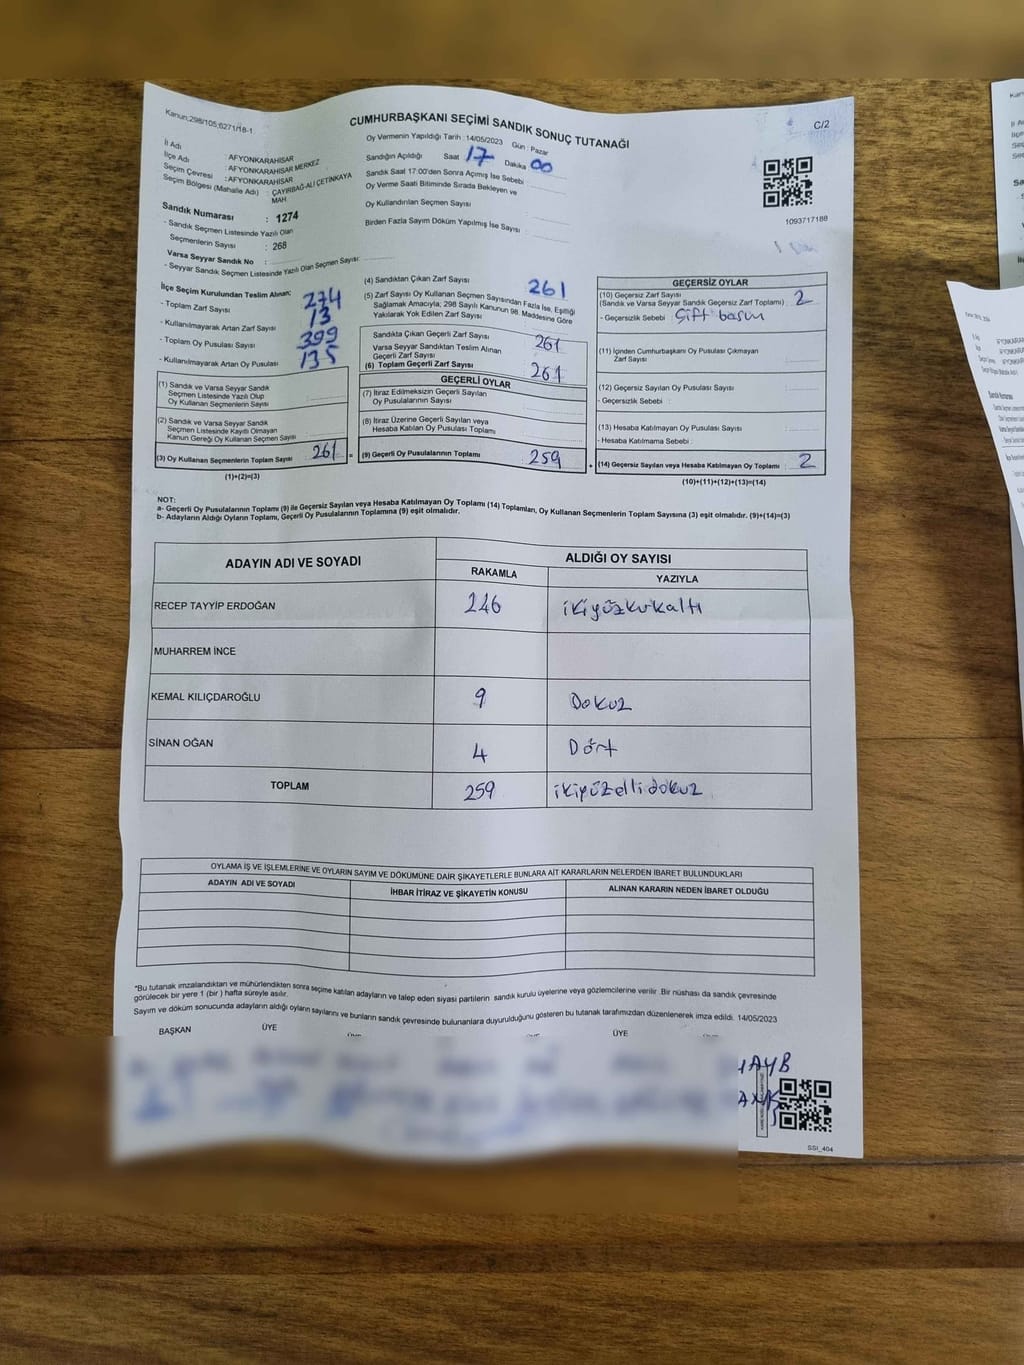 Kanun;298/105;6271/18-1
CUMHURBAŞKANI SEÇİMİ SANDIK SONUÇ TUTANAĞI
C/2
Oy Vermenin Yapıldığı Tarih : 14/05/2023 Gün : Pazar
İl Adı : AFYONKARAHİSAR
İlçe Adı : AFYONKARAHİSAR MERKEZ
Seçim Çevresi : AFYONKARAHİSAR
Seçim Bölgesi (Mahalle Adı) : ÇAYIRBAĞ-ALİ ÇETİNKAYA MAH
Sandığın Açıldığı Saat 17 Dakika 00
Sandık Saat 17:00'den Sonra Açımış İse Sebebi
Oy Verme Saati Bitiminde Sırada Bekleyen ve
Oy Kullandırılan Seçmen Sayısı
Birden Fazla Sayım Döküm Yapılmış İse Sayısı :
1093717188
Sandık Numarası : 1274
- Sandık Seçmen Listesinde Yazılı Olan
Seçmenlerin Sayısı : 268
Varsa Seyyar Sandık No :
- Seyyar Sandık Seçmen Listesinde Yazılı Olan Seçmen Sayısı:
İlçe Seçim Kurulundan Teslim Alınan:
- Toplam Zarf Sayısı 274
- Kullanılmayarak Artan Zarf Sayısı 13
- Toplam Oy Pusulası Sayısı 399
- Kullanılmayarak Artan Oy Pusulası 135
(1) Sandık ve Varsa Seyyar Sandık
Seçmen Listesinde Yazılı Olup
Oy Kullanan Seçmenlerin Sayısı
(2) Sandık ve Varsa Seyyar Sandık
Seçmen Listesinde Kayıtlı Olmayan
Kanun Gereği Oy Kullanan Seçmen Sayısı
(3) Oy Kullanan Seçmenlerin Toplam Sayısı 261 =
(1)+(2)=(3)
(4) Sandıktan Çıkan Zarf Sayısı 261
(5) Zarf Sayısı Oy Kullanan Seçmen Sayısından Fazla İse, Eşitliği
Sağlamak Amacıyla; 298 Sayılı Kanunun 98. Maddesine Göre
Yakılarak Yok Edilen Zarf Sayısı
Sandıkta Çıkan Geçerli Zarf Sayısı 261
Varsa Seyyar Sandıktan Teslim Alınan
Geçerli Zarf Sayısı
(6) Toplam Geçerli Zarf Sayısı 261
GEÇERLİ OYLAR
(7) İtiraz Edilmeksizin Geçerli Sayılan
Oy Pusulalarının Sayısı
(8) İtiraz Üzerine Geçerli Sayılan veya
Hesaba Katılan Oy Pusulası Toplamı
(9) Geçerli Oy Pusulalarının Toplamı : 259 +
GEÇERSİZ OYLAR
(10) Geçersiz Zarf Sayısı
(Sandık ve Varsa Seyyar Sandık Geçersiz Zarf Toplamı) : 2
- Geçersizlik Sebebi : Çift basım
(11) İçinden Cumhurbaşkanı Oy Pusulası Çıkmayan
Zarf Sayısı
(12) Geçersiz Sayılan Oy Pusulası Sayısı :
- Geçersizlik Sebebi :
(13) Hesaba Katılmayan Oy Pusulası Sayısı :
- Hesaba Katılmama Sebebi :
(14) Geçersiz Sayılan veya Hesaba Katılmayan Oy Toplamı : 2
(10)+(11)+(12)+(13)=(14)
NOT:
a- Geçerli Oy Pusulalarının Toplamı (9) ile Geçersiz Sayılan veya Hesaba Katılmayan Oy Toplamı (14) Toplamları, Oy Kullanan Seçmenlerin Toplam Sayısına (3) eşit olmalıdır. (9)+(14)=(3)
b- Adayların Aldığı Oyların Toplamı, Geçerli Oy Pusulalarının Toplamına (9) eşit olmalıdır.
ADAYIN ADI VE SOYADI
ALDIĞI OY SAYISI
RAKAMLA YAZIYLA
RECEP TAYYİP ERDOĞAN 246 ikiyüzkırkaltı
MUHARREM İNCE
KEMAL KILIÇDAROĞLU 9 Dokuz
SİNAN OĞAN 4 Dört
TOPLAM 259 ikiyüzellidokuz
OYLAMA İŞ VE İŞLEMLERİNE VE OYLARIN SAYIM VE DÖKÜMÜNE DAİR ŞİKAYETLERLE BUNLARA AİT KARARLARIN NELERDEN İBARET BULUNDUKLARI
ADAYIN ADI VE SOYADI İHBAR İTİRAZ VE ŞİKAYETİN KONUSU ALINAN KARARIN NEDEN İBARET OLDUĞU
*Bu tutanak imzalandıktan ve mühürlendikten sonra seçime katılan adayların ve talep eden siyasi partilerin sandık kurulu üyelerine veya gözlemcilerine verilir .Bir nüshası da sandık çevresinde
görülecek bir yere 1 (bir ) hafta süreyle asılır.
Sayım ve döküm sonucunda adayların aldığı oyların sayılarını ve bunların sandık çevresinde bulunanlara duyurulduğunu gösteren bu tutanak tarafımızdan düzenlenerek imza edildi. 14/05/2023
BAŞKAN ÜYE ÜYE
SSI_404